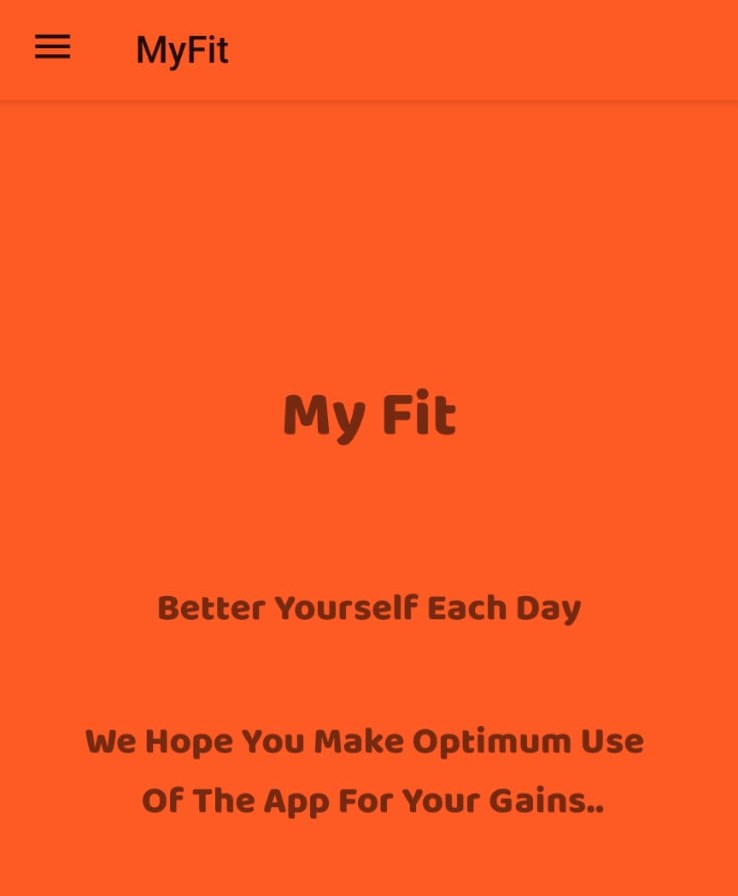 MyFit
My Fit
Better Yourself Each Day
We Hope You Make Optimum Use
Of The App For Your Gains..